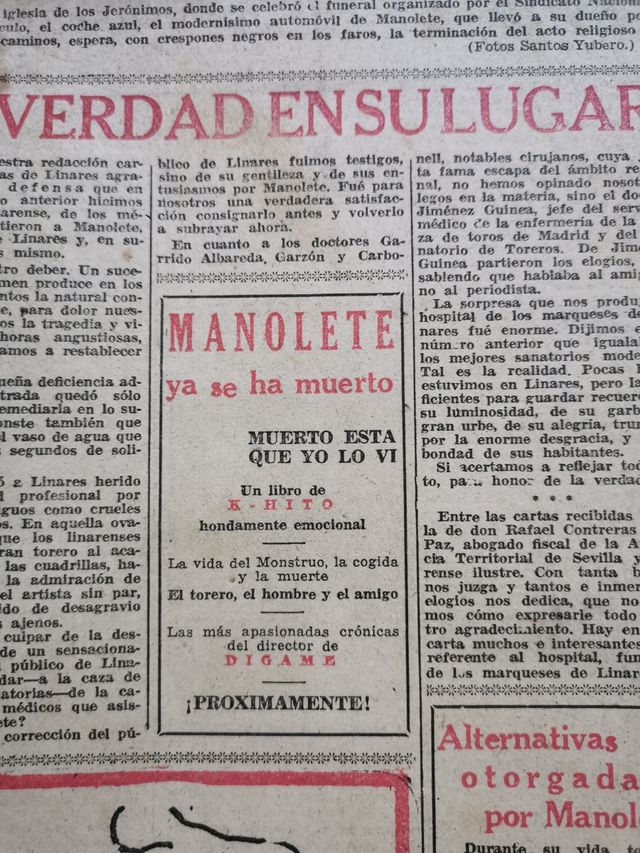 iglesia de los Jerónimos, donde se celebró el funeral organizado por el Sindicato Nacion
culo, el coche azul, el modernísimo automóvil de Manolete, que llevó a su dueño po
caminos, espera, con crespones negros en los faros, la terminación del acto religioso
(Fotos Santos Yubero.)
VERDAD EN SU LUGAR
estra redacción car-
as de Linares agra-
defensa que en
o anterior hicimos
narense, de los mé-
tieron a Manolete,
e Linares y, en su-
s mismo.
tro deber. Un suce-
men produce en los
entos la natural con-
e, para dolor nues-
os la tragedia y vi-
horas angustiosas,
amos a restablecer
ueña deficiencia ad-
trada quedó sólo
emediarla en lo su-
onste también que
el vaso de agua que
s segundos de soli-
ó a Linares herido
l profesional por
iguos como crueles
os. En aquella ova-
que los linarenses
ran torero al aca-
las cuadrillas, ha-
la admiración de
el artista sin par,
ido de desagravio
s ajenos.
culpar de la des-
de un sensaciona-
l público de Lina-
dar—a la caza de
atorias—de la ca-
médicos que asis-
ete?
corrección del pú-
blico de Linares fuimos testigos,
sino de su gentileza y de sus en-
tusiasmos por Manolete. Fué para
nosotros una verdadera satisfac-
ción consignarlo antes y volverlo
a subrayar ahora.
En cuanto a los doctores Ga-
rrido Albareda, Garzón y Carbo-
MANOLETE
ya se ha muerto
MUERTO ESTA
QUE YO LO VI
Un libro de
K-HITO
hondamente emocional
La vida del Monstruo, la cogida
y la muerte
El torero, el hombre y el amigo
Las más apasionadas crónicas
del director de
DIGAME
¡PROXIMAMENTE!
nell, notables cirujanos, cuya
ta fama escapa del ámbito re
nal, no hemos opinado nosot
legos en la materia, sino el doc
Jiménez Guinea, jefe del serv
médico de la enfermería de la
za de toros de Madrid y del
natorio de Toreros. De Jimé
Guinea partieron los elogios,
sabiendo que hablaba al amig
no al periodista.
La sorpresa que nos produ
hospital de los marqueses de
nares fué enorme. Dijimos e
número anterior que iguala
los mejores sanatorios mode
Tal es la realidad. Pocas h
estuvimos en Linares, pero la
ficientes para guardar recuer
su luminosidad, de su garb
gran urbe, de su alegría, trun
por la enorme desgracia, y
bondad de sus habitantes.
Si acertamos a reflejar tod
to, para honor de la verdad
* * *
Entre las cartas recibidas
la de don Rafael Contreras
Paz, abogado fiscal de la A
cia Territorial de Sevilla y
rense ilustre. Con tanta b
nos juzga y tantos e inmer
elogios nos dedica, que no
mos cómo expresarle todo
tro agradecimiento. Hay en
carta muchos e interesantes
referente al hospital, fun
de los marqueses de Linar
Alternativas
otorgada
por Manol
Durante su vida to